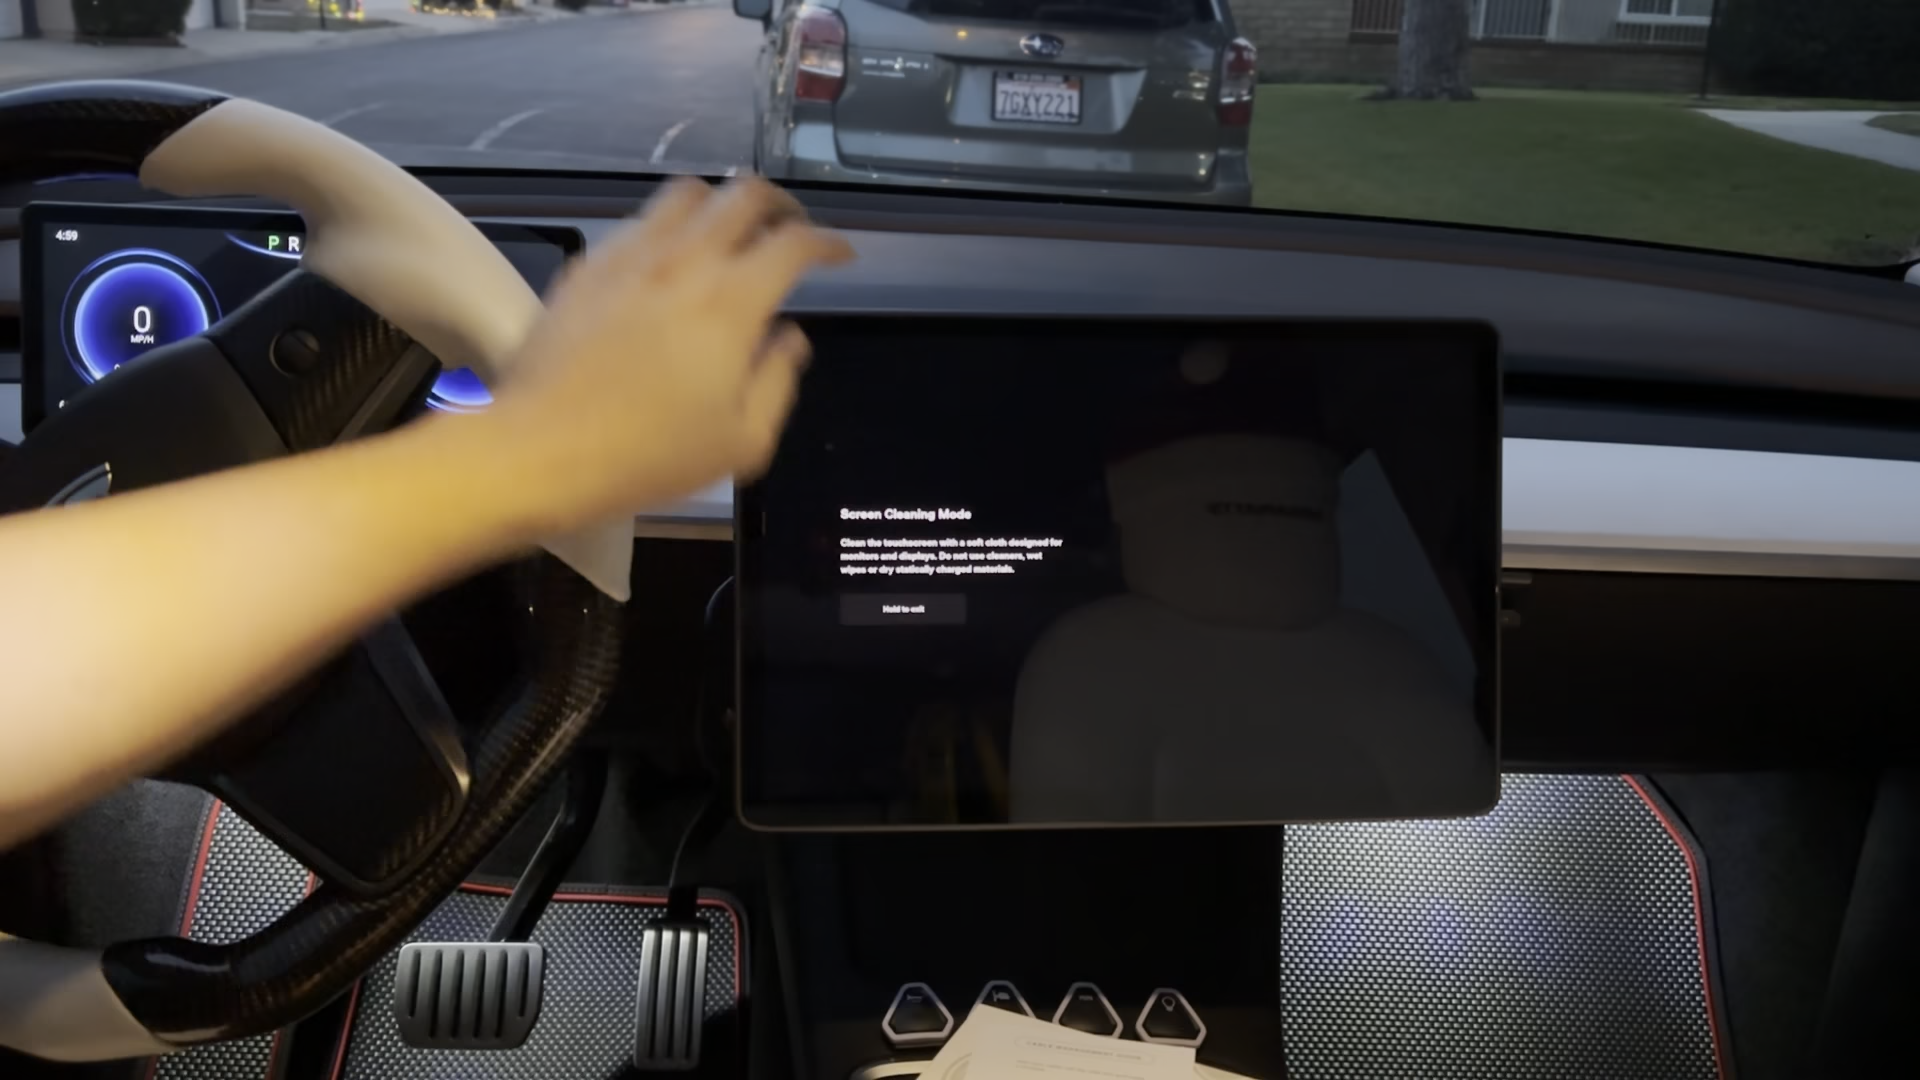 7GXY221
4:59
P R
0
MP/H
Screen Cleaning Mode
Clean the touchscreen with a soft cloth designed for
monitors and displays. Do not use cleaners, wet
wipes or dry statically charged materials.
Hold to exit